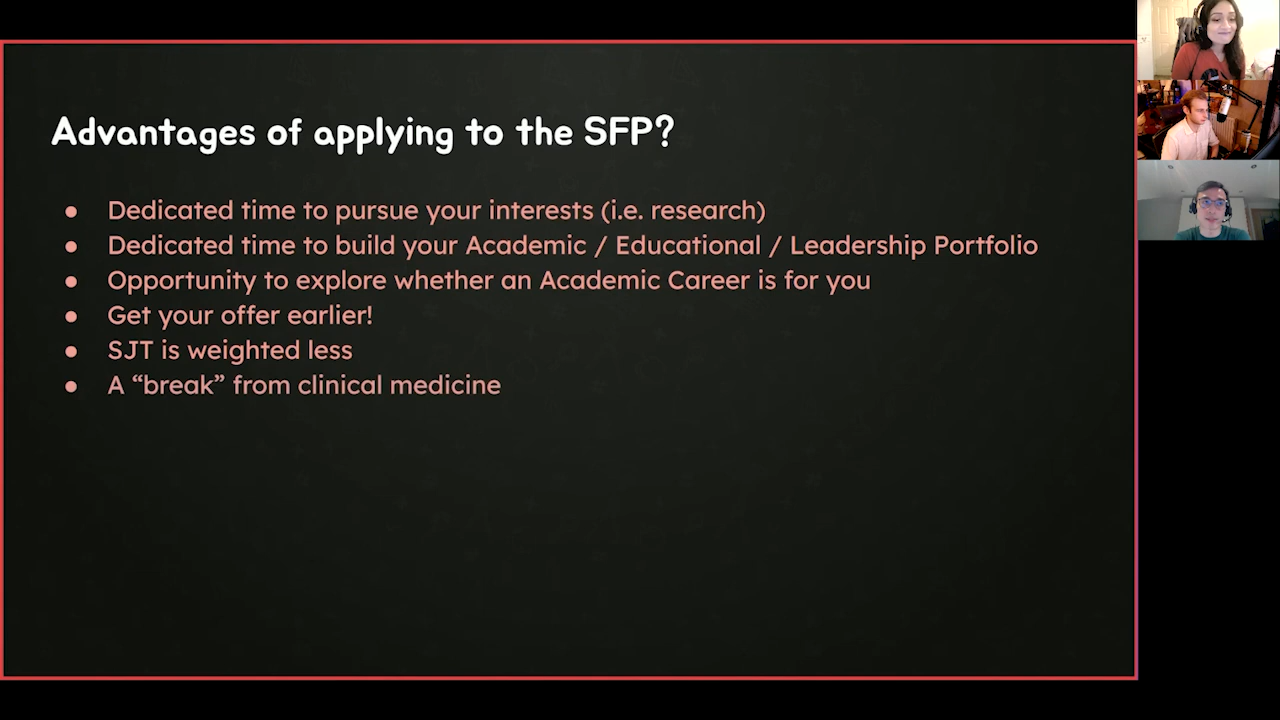 Advantages of applying to the SFP?
● Dedicated time to pursue your interests (i.e. research)
● Dedicated time to build your Academic / Educational / Leadership Portfolio
● Opportunity to explore whether an Academic Career is for you
● Get your offer earlier!
● SJT is weighted less
● A “break” from clinical medicine